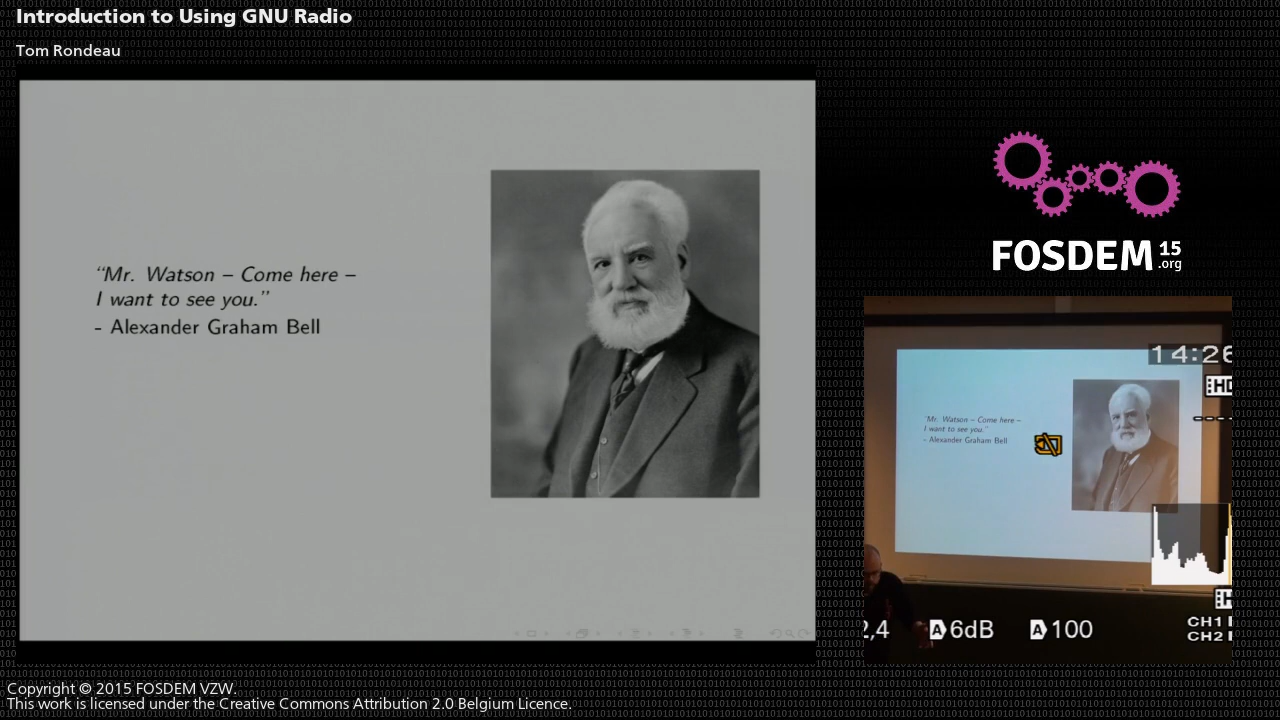 Introduction to Using GNU Radio
Tom Rondeau
“Mr. Watson – Come here –
I want to see you.”
- Alexander Graham Bell
FOSDEM 15
.org
14:26
"Mr. Watson – Come here –
I want to see you."
- Alexander Graham Bell
2,4
A 6dB
A 100
CH1
CH2
Copyright © 2015 FOSDEM VZW.
This work is licensed under the Creative Commons Attribution 2.0 Belgium Licence.